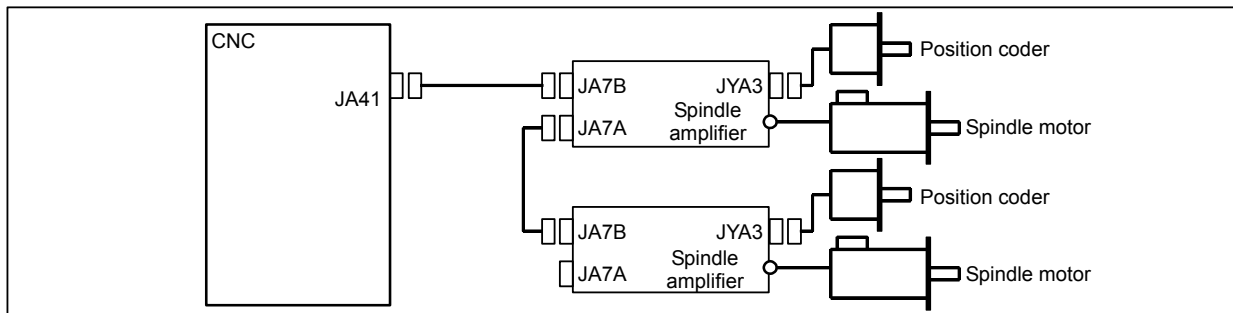 CNC
JA41
JA7B
JYA3
JA7A
Spindle
amplifier
Position coder
Spindle motor
JA7B
JYA3
JA7A
Spindle
amplifier
Position coder
Spindle motor